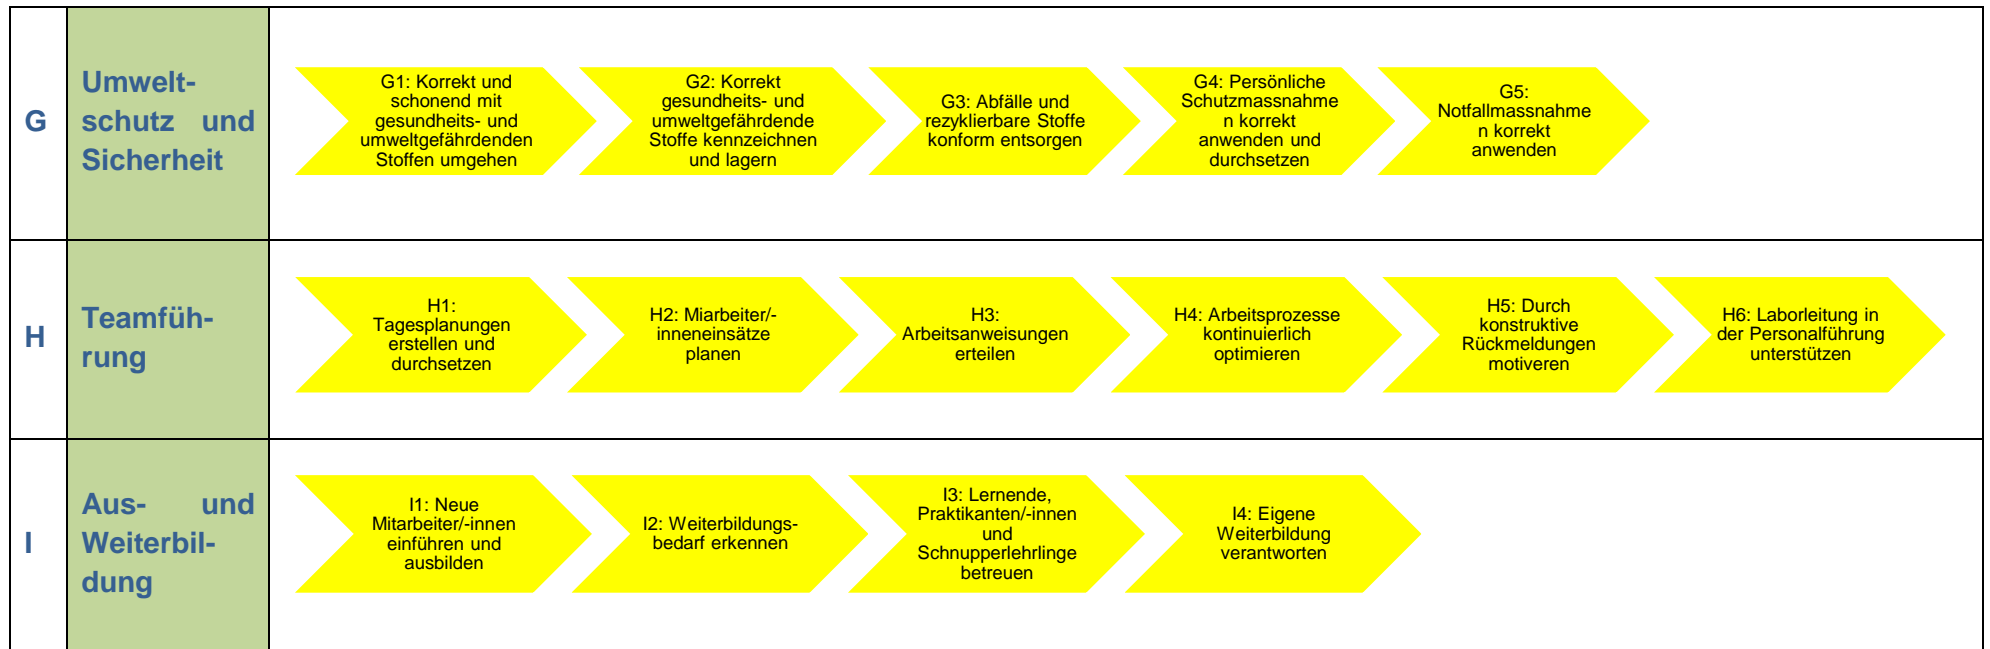 G
Umwelt-
schutz und
Sicherheit
G1: Korrekt und
schonend mit
gesundheits- und
umweltgefährdenden
Stoffen umgehen
G2: Korrekt
gesundheits- und
umweltgefährdende
Stoffe kennzeichnen
und lagern
G3: Abfälle und
rezyklierbare Stoffe
konform entsorgen
G4: Persönliche
Schutzmassnahme
n korrekt
anwenden und
durchsetzen
G5:
Notfallmassnahme
n korrekt
anwenden
H
Teamfüh-
rung
H1:
Tagesplanungen
erstellen und
durchsetzen
H2: Miarbeiter/-
inneneinsätze
planen
H3:
Arbeitsanweisungen
erteilen
H4: Arbeitsprozesse
kontinuierlich
optimieren
H5: Durch
konstruktive
Rückmeldungen
motiveren
H6: Laborleitung in
der Personalführung
unterstützen
I
Aus- und
Weiterbil-
dung
I1: Neue
Mitarbeiter/-innen
einführen und
ausbilden
I2: Weiterbildungs-
bedarf erkennen
I3: Lernende,
Praktikanten/-innen
und
Schnupperlehrlinge
betreuen
I4: Eigene
Weiterbildung
verantworten